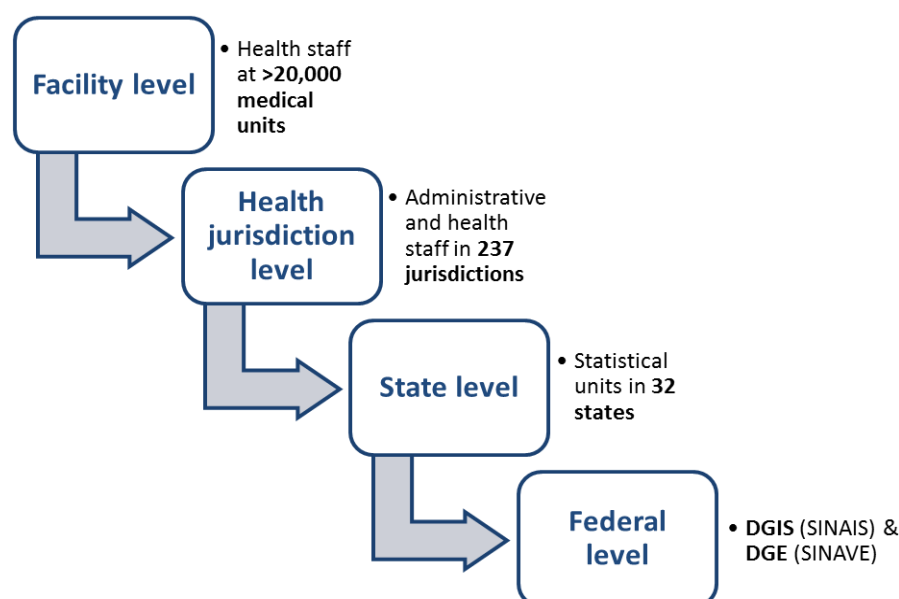 Facility level
• Health staff
at >20,000
medical
units
Health
jurisdiction
level
• Administrative
and health
staff in 237
jurisdictions
State level
• Statistical
units in 32
states
Federal
level
• DGIS (SINAIS) &
DGE (SINAVE)